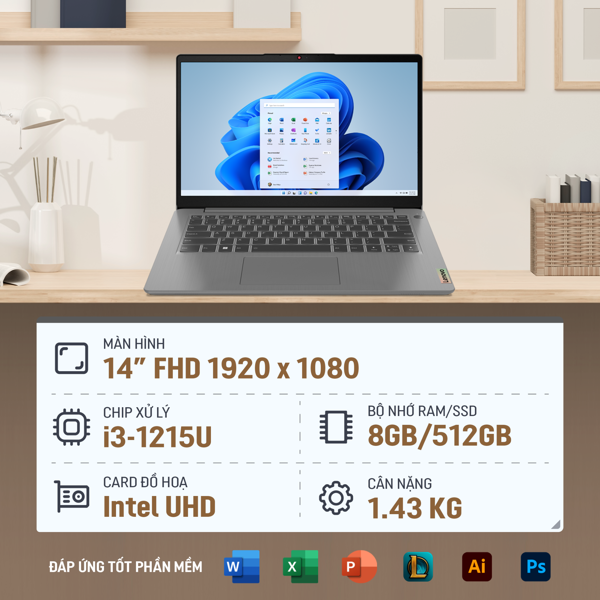 MÀN HÌNH
14” FHD 1920 x 1080
CHIP XỬ LÝ
i3-1215U
BỘ NHỚ RAM/SSD
8GB/512GB
CARD ĐỒ HOẠ
Intel UHD
CÂN NẶNG
1.43 KG
ĐÁP ỨNG TỐT PHẦN MỀM
W
X
P
L
Ai
Ps